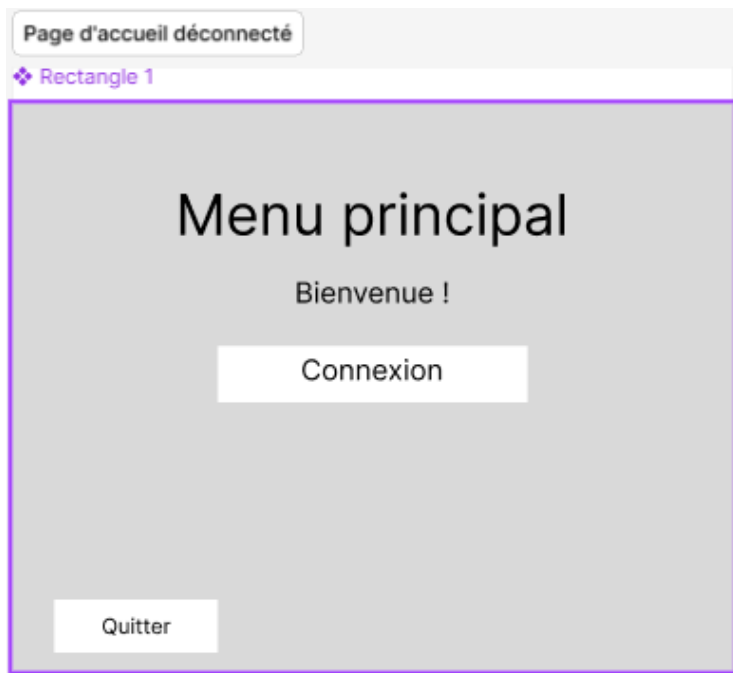 Page d'accueil déconnecté
Rectangle 1
Menu principal
Bienvenue !
Connexion
Quitter